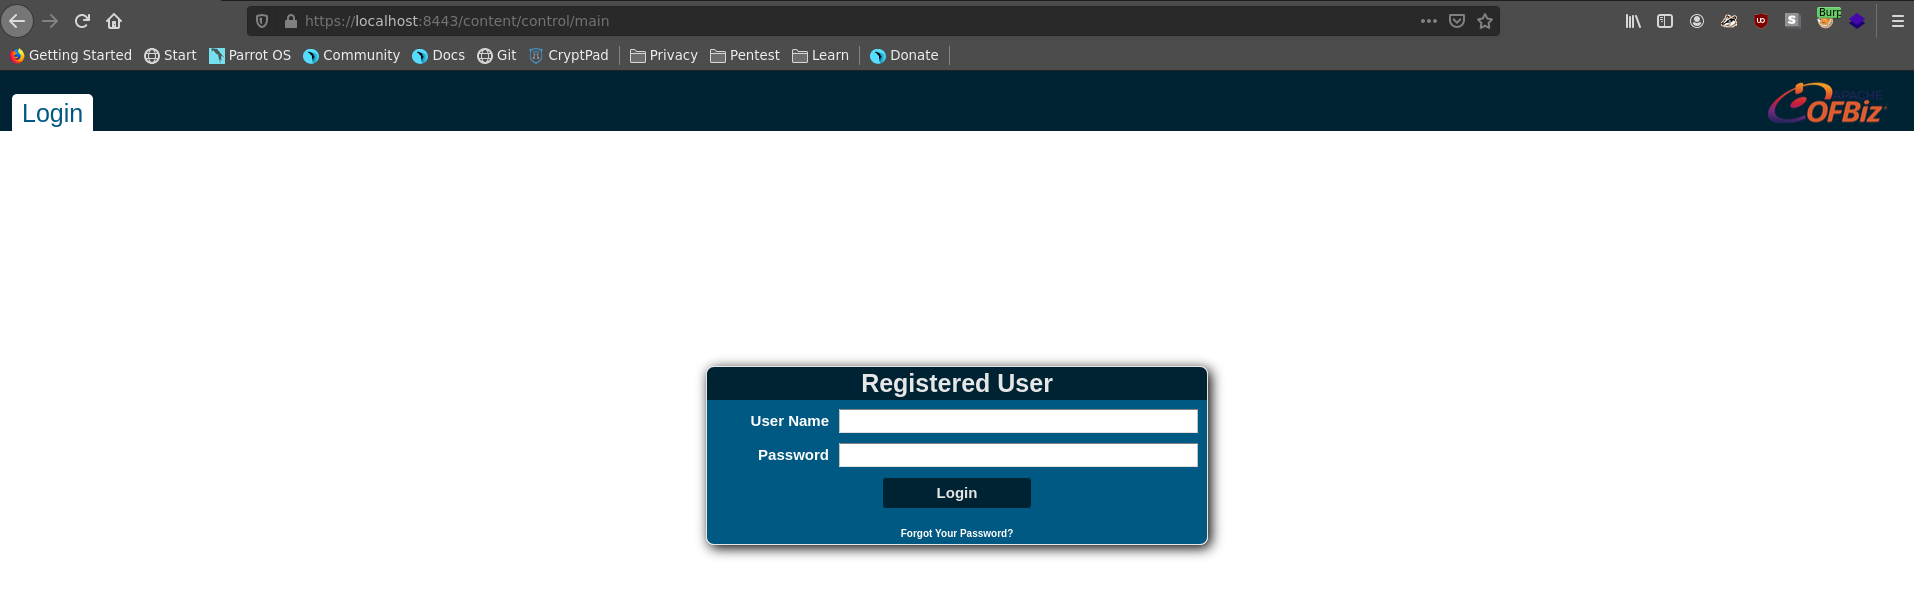 https://localhost:8443/content/control/main
Burp
Getting Started Start Parrot OS Community Docs Git CryptPad Privacy Pentest Learn Donate
Login
APACHE
OFBiz
Registered User
User Name
Password
Login
Forgot Your Password?